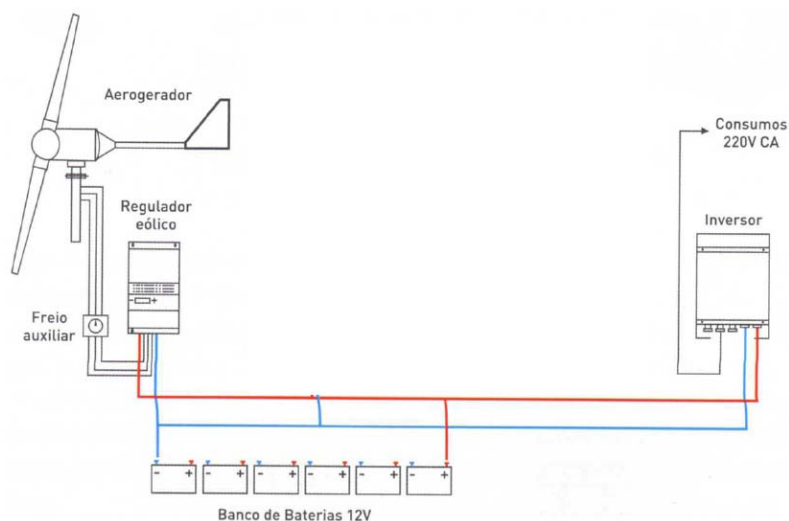 Aerogerador
Consumos
220V CA
Regulador
eólico
Inversor
- +
Freio
auxiliar
- + - + - + - + - + - +
Banco de Baterias 12V